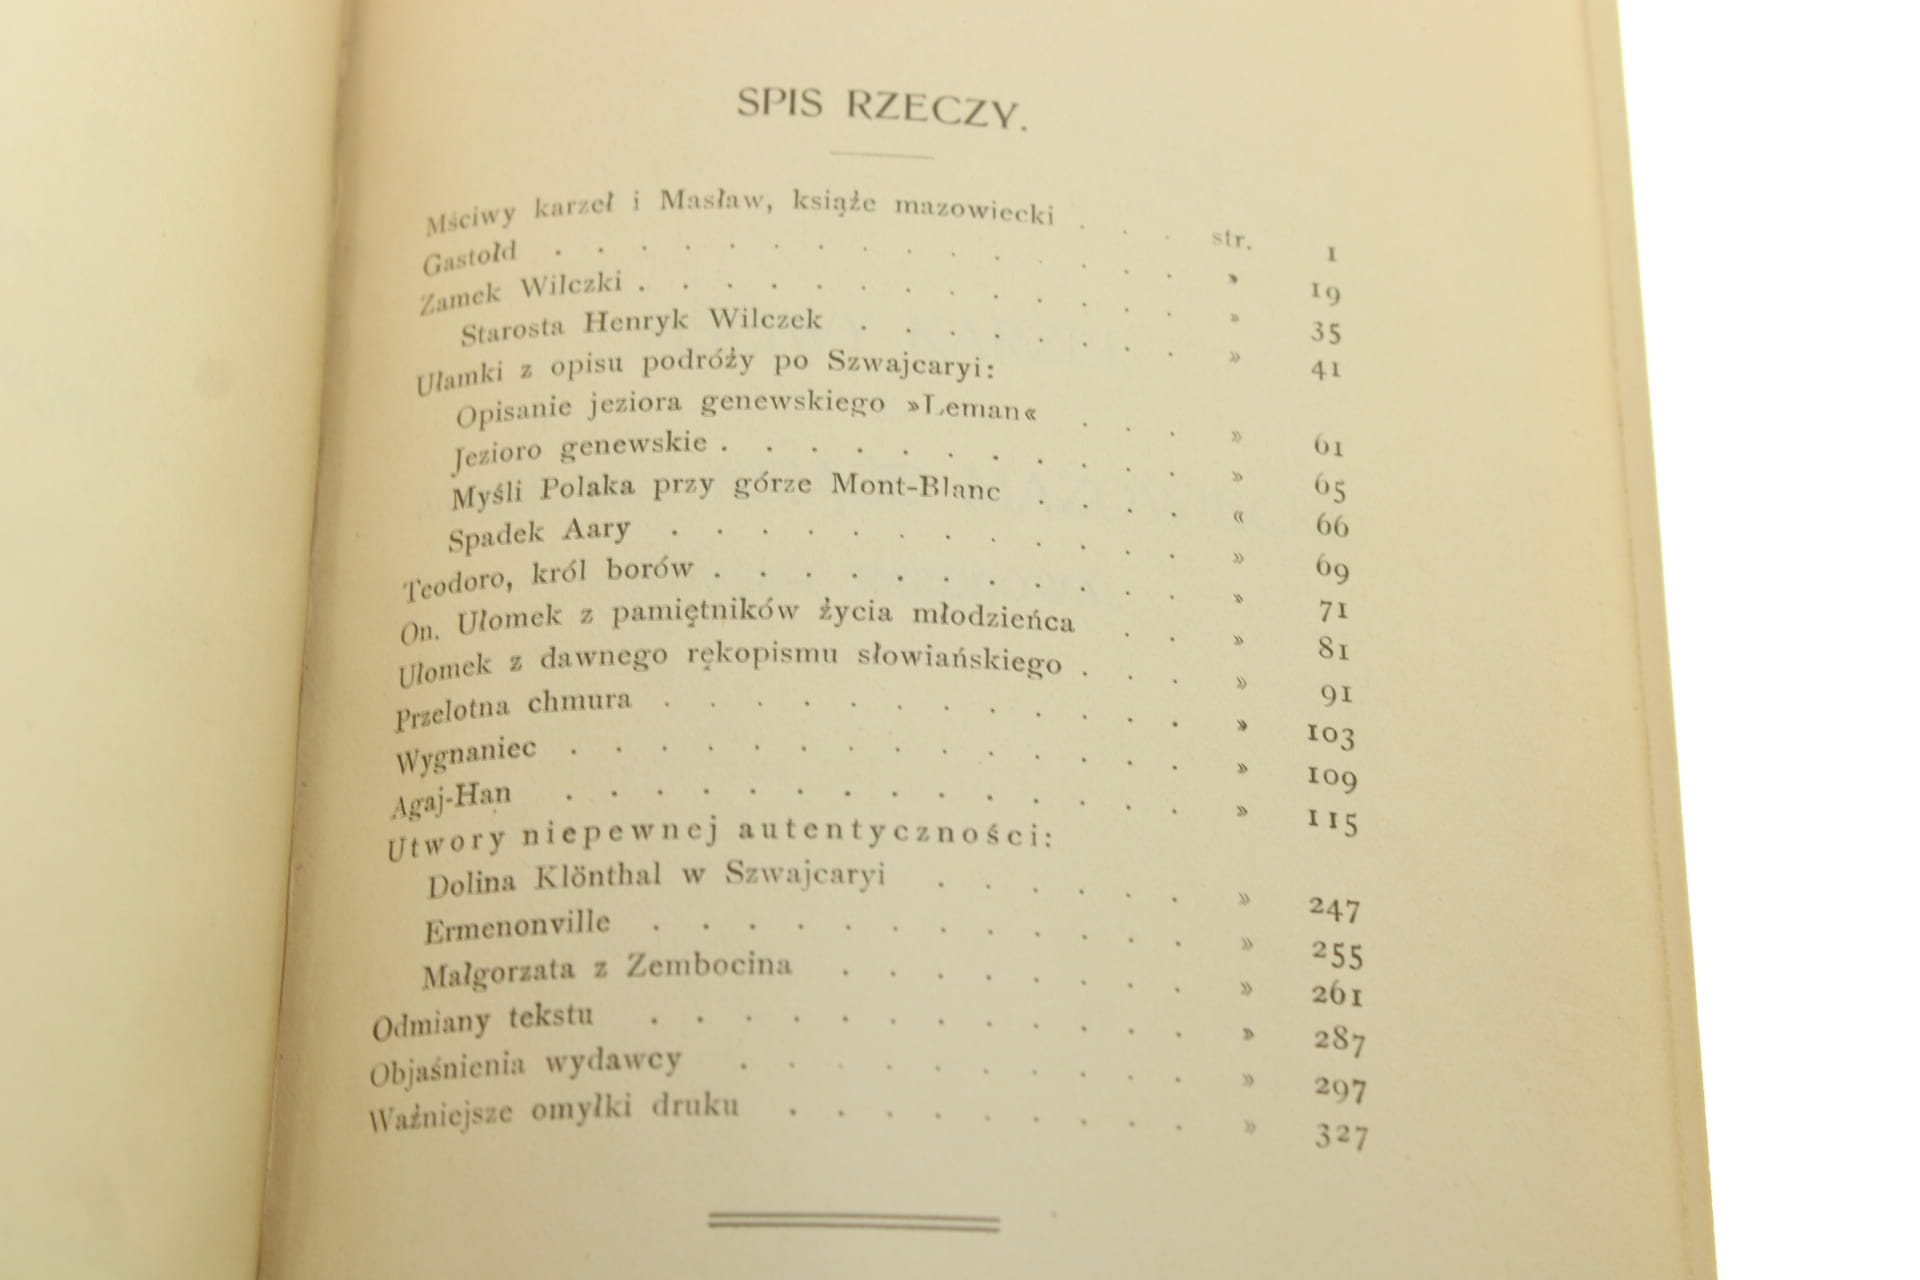 SPIS RZECZY.
Mściwy karzeł i Masław, książe mazowiecki . . . str. 1
Gastołd . . . . . . . . . . . . . . . » 19
Zamek Wilczki . . . . . . . . . . . . . » 35
Starosta Henryk Wilczek . . . . . . . . » 41
Ułamki z opisu podróży po Szwajcaryi:
Opisanie jeziora genewskiego »Leman« . . . » 61
Jezioro genewskie . . . . . . . . . . . » 65
Myśli Polaka przy górze Mont-Blanc . . . . « 66
Spadek Aary . . . . . . . . . . . . » 69
Teodoro, król borów . . . . . . . . . . . » 71
On. Ułomek z pamiętników życia młodzieńca . . » 81
Ułomek z dawnego rękopismu słowiańskiego . . . » 91
Przelotna chmura . . . . . . . . . . . . » 103
Wygnaniec . . . . . . . . . . . . . . » 109
Agaj-Han . . . . . . . . . . . . . . » 115
Utwory niepewnej autentyczności:
Dolina Klönthal w Szwajcaryi . . . . . . » 247
Ermenonville . . . . . . . . . . . . » 255
Małgorzata z Zembocina . . . . . . . . » 261
Odmiany tekstu . . . . . . . . . . . . » 287
Objaśnienia wydawcy . . . . . . . . . . » 297
Ważniejsze omyłki druku . . . . . . . . . » 327